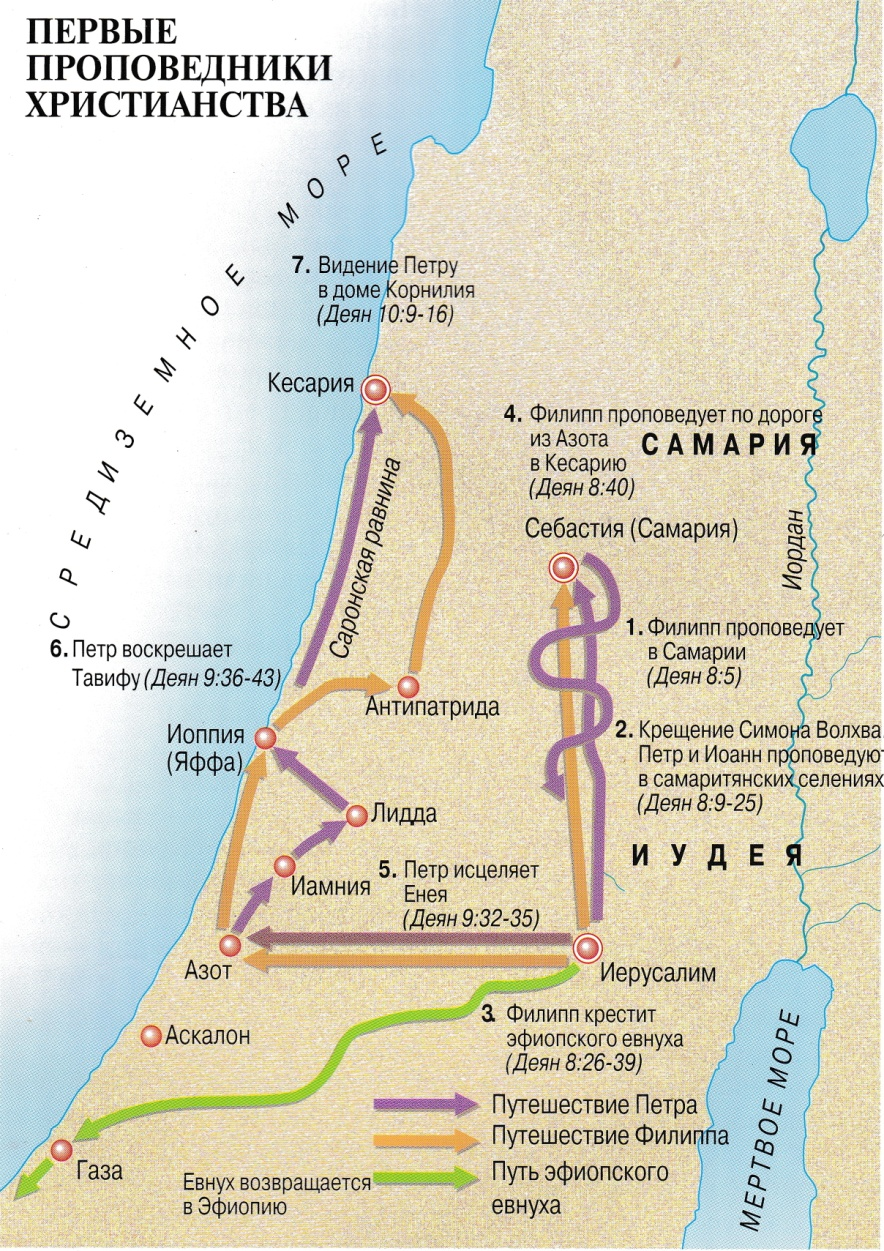 ПЕРВЫЕ
ПРОПОВЕДНИКИ
ХРИСТИАНСТВА
СРЕДИЗЕМНОЕ МОРЕ
7. Видение Петру
в доме Корнилия
(Деян 10:9-16)
Кесария
4. Филипп проповедует по дороге
из Азота
в Кесарию
(Деян 8:40)
САМАРИЯ
Саронская равнина
Себастия (Самария)
Иордан
6. Петр воскрешает
Тавифу (Деян 9:36-43)
1. Филипп проповедует
в Самарии
(Деян 8:5)
Антипатрида
Иоппия
(Яффа)
2. Крещение Симона Волхва.
Петр и Иоанн проповедуют
в самаритянских селениях
(Деян 8:9-25)
Лидда
ИУДЕЯ
Иамния
5. Петр исцеляет
Енея
(Деян 9:32-35)
Азот
Иерусалим
Аскалон
3. Филипп крестит
эфиопского евнуха
(Деян 8:26-39)
МЕРТВОЕ МОРЕ
Путешествие Петра
Путешествие Филиппа
Путь эфиопского
евнуха
Газа
Евнух возвращается
в Эфиопию